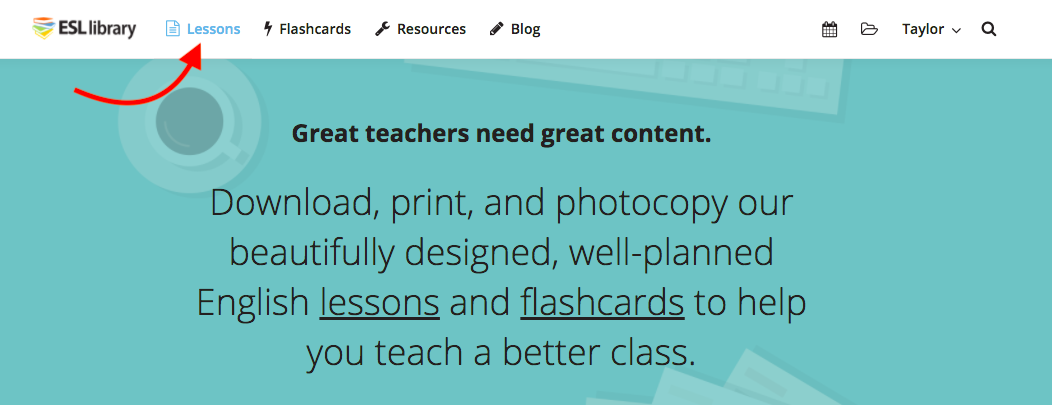 ESL library Lessons Flashcards Resources Blog Taylor
Great teachers need great content.
Download, print, and photocopy our
beautifully designed, well-planned
English lessons and flashcards to help
you teach a better class.